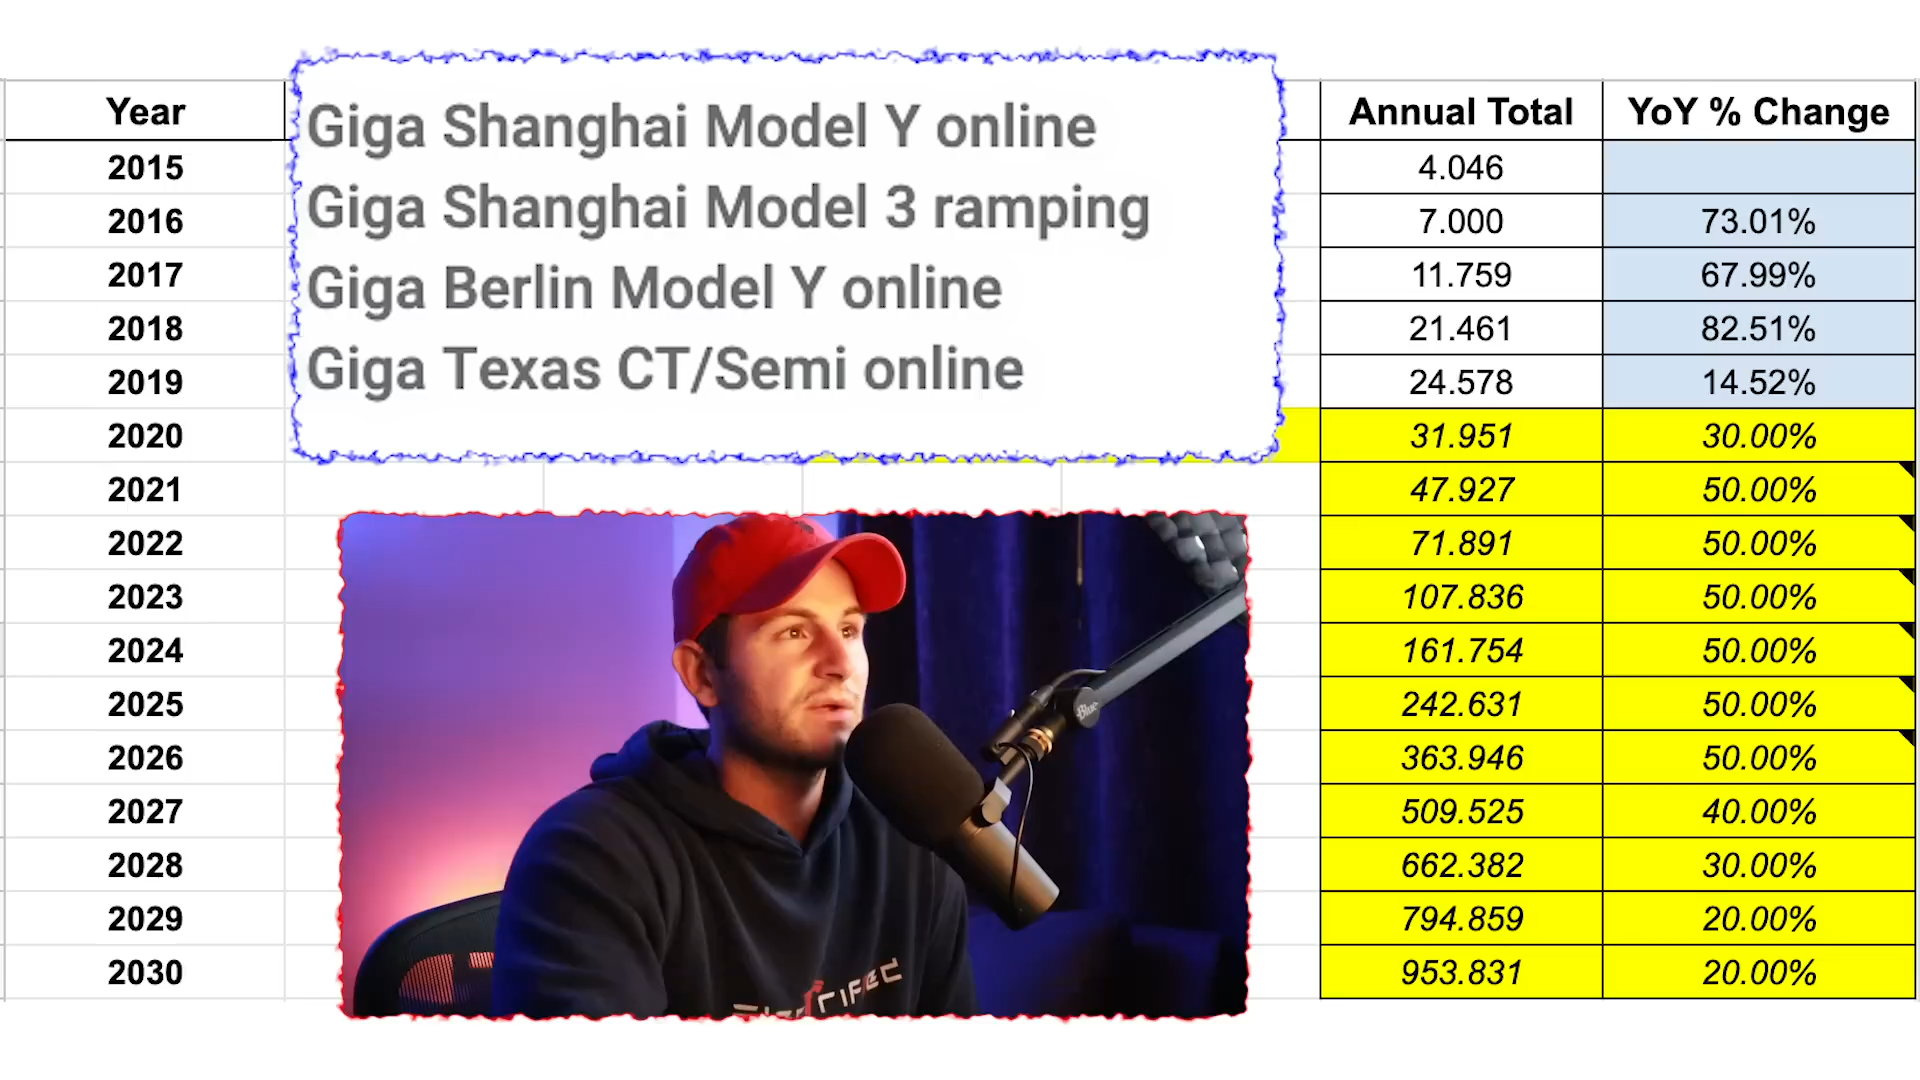 Year Annual Total YoY % Change
2015 4.046
2016 7.000 73.01%
2017 11.759 67.99%
2018 21.461 82.51%
2019 24.578 14.52%
2020 31.951 30.00%
2021 47.927 50.00%
2022 71.891 50.00%
2023 107.836 50.00%
2024 161.754 50.00%
2025 242.631 50.00%
2026 363.946 50.00%
2027 509.525 40.00%
2028 662.382 30.00%
2029 794.859 20.00%
2030 953.831 20.00%
Giga Shanghai Model Y online
Giga Shanghai Model 3 ramping
Giga Berlin Model Y online
Giga Texas CT/Semi online
Blue